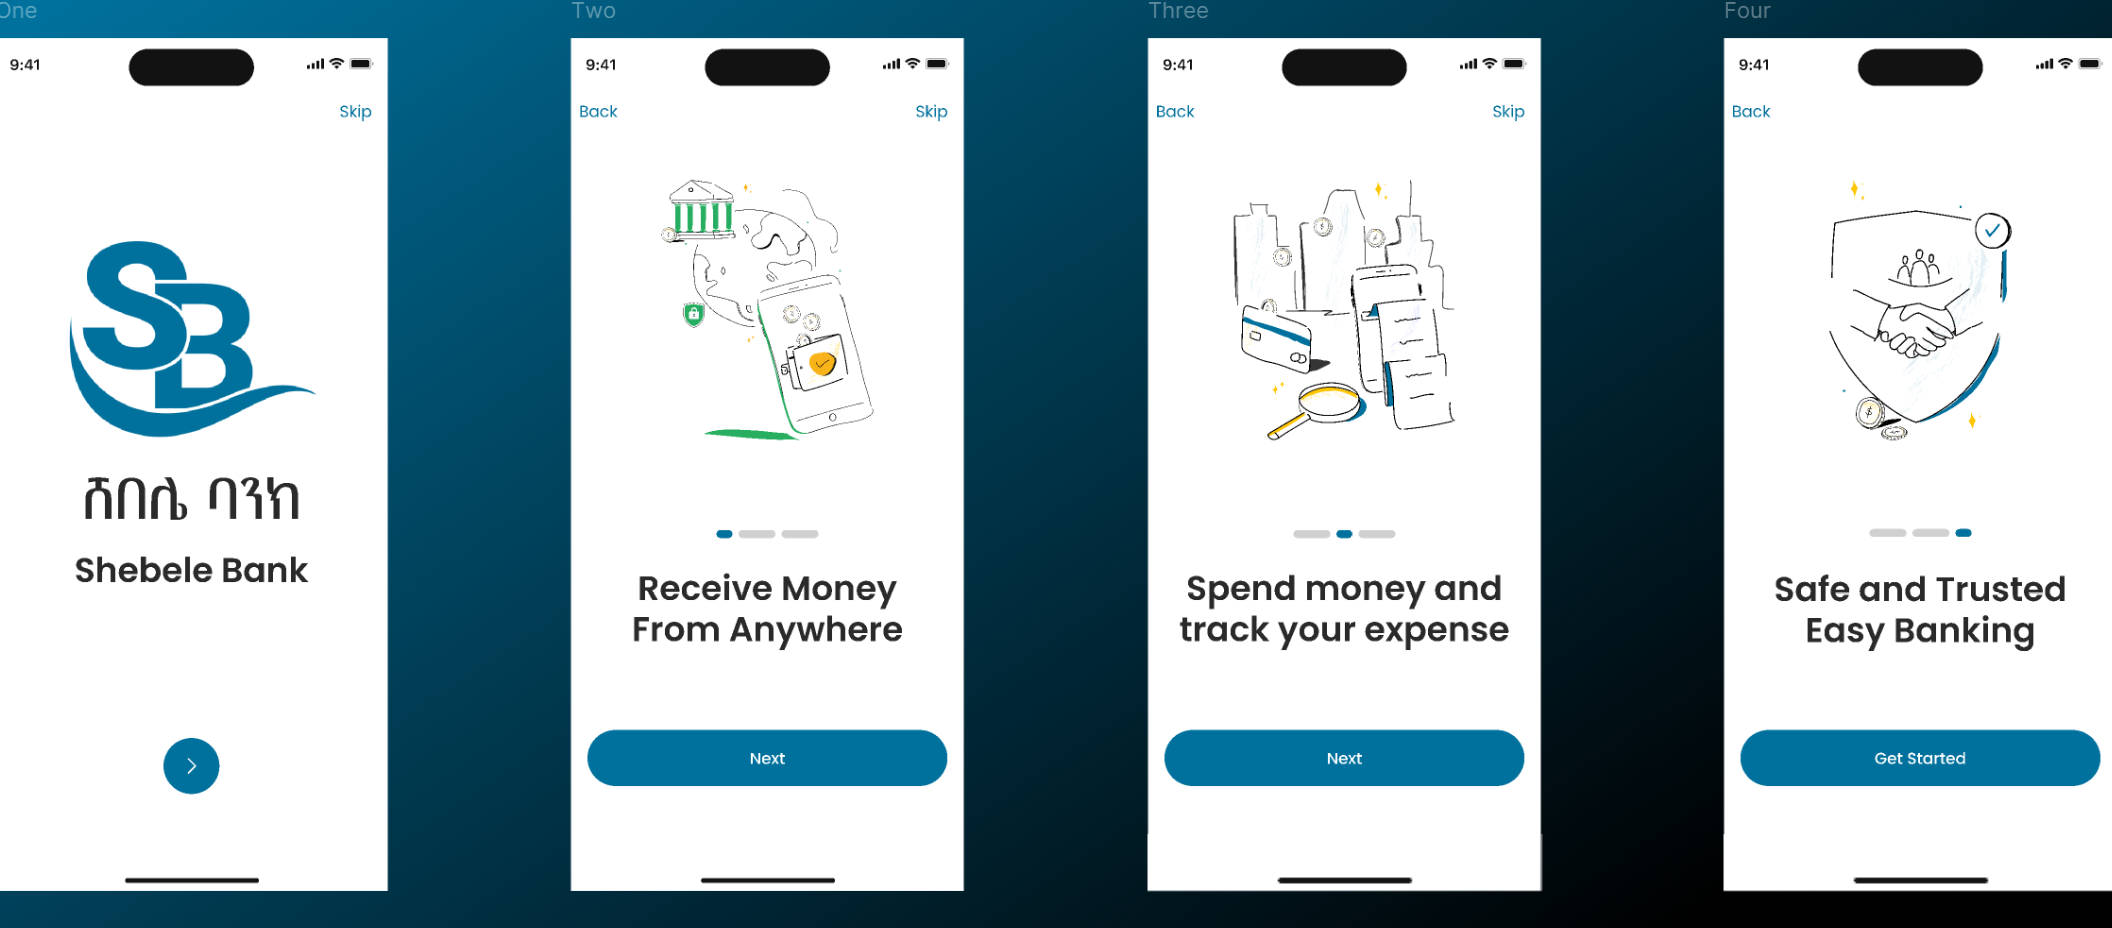 One
9:41
Skip
SB
ሸበሌ ባንክ
Shebele Bank
Two
9:41
Back
Skip
Receive Money
From Anywhere
Next
Three
9:41
Back
Skip
Spend money and
track your expense
Next
Four
9:41
Back
Safe and Trusted
Easy Banking
Get Started